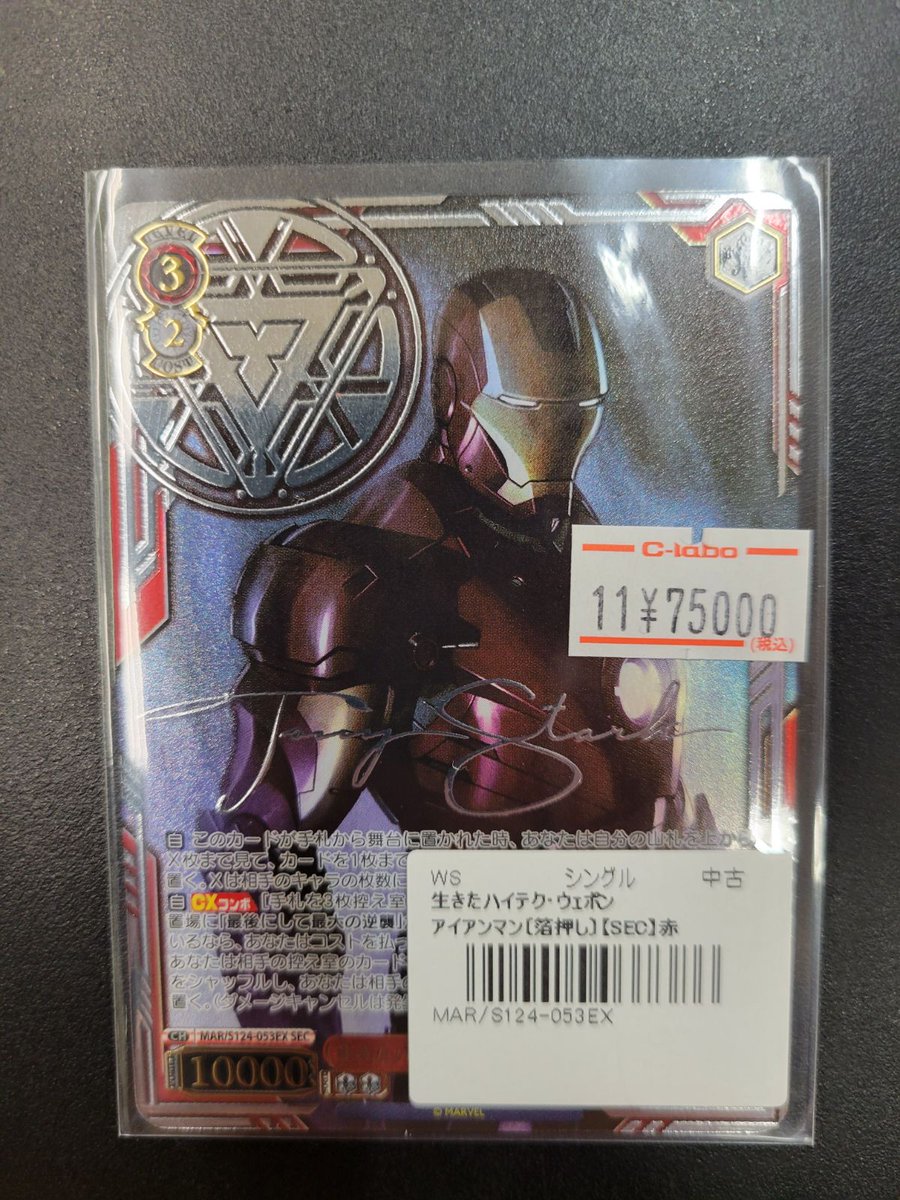 3
2
COST
C-labo
11¥75000
(税込)
Tony Stark
自 このカードが手札から舞台に置かれた時、あなたは自分の山札を上から
X枚まで見て、カードを1枚まで
置く。Xは相手のキャラの枚数に
自 CXコンボ [手札を3枚控え室
置場に「最後にして最大の逆襲」
いるなら、あなたはコストを払っ
あなたは相手の控え室のカード
をシャッフルし、あなたは相手の
置く。(ダメージキャンセルは発
WS シングル 中古
生きたハイテク・ウェポン
アイアンマン[箔押し]【SEC】赤
MAR/S124-053EX
CH MAR/S124-053EX SEC
10000
© MARVEL